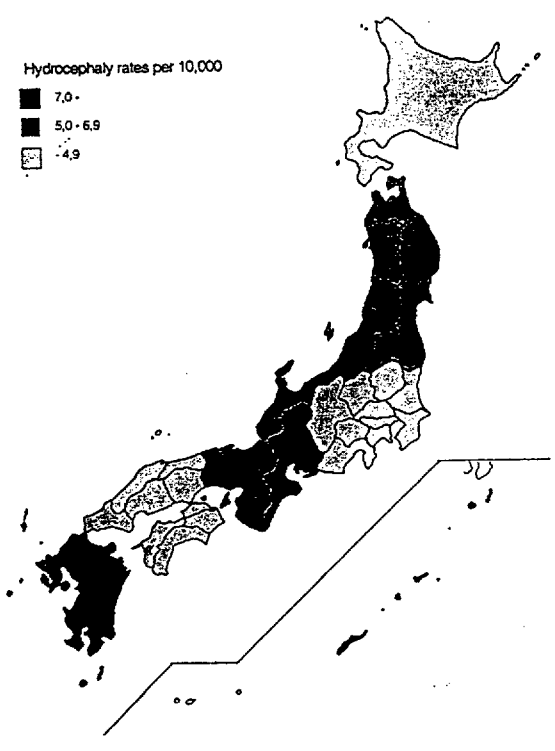 Hydrocephaly rates per 10,000
7,0 -
5,0 - 6,9
- 4,9